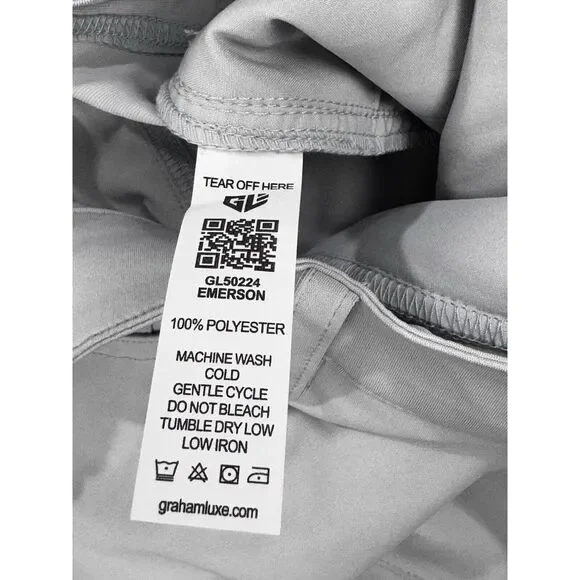 TEAR OFF HERE
GL
GL50224
EMERSON
100% POLYESTER
MACHINE WASH
COLD
GENTLE CYCLE
DO NOT BLEACH
TUMBLE DRY LOW
LOW IRON
grahamluxe.com